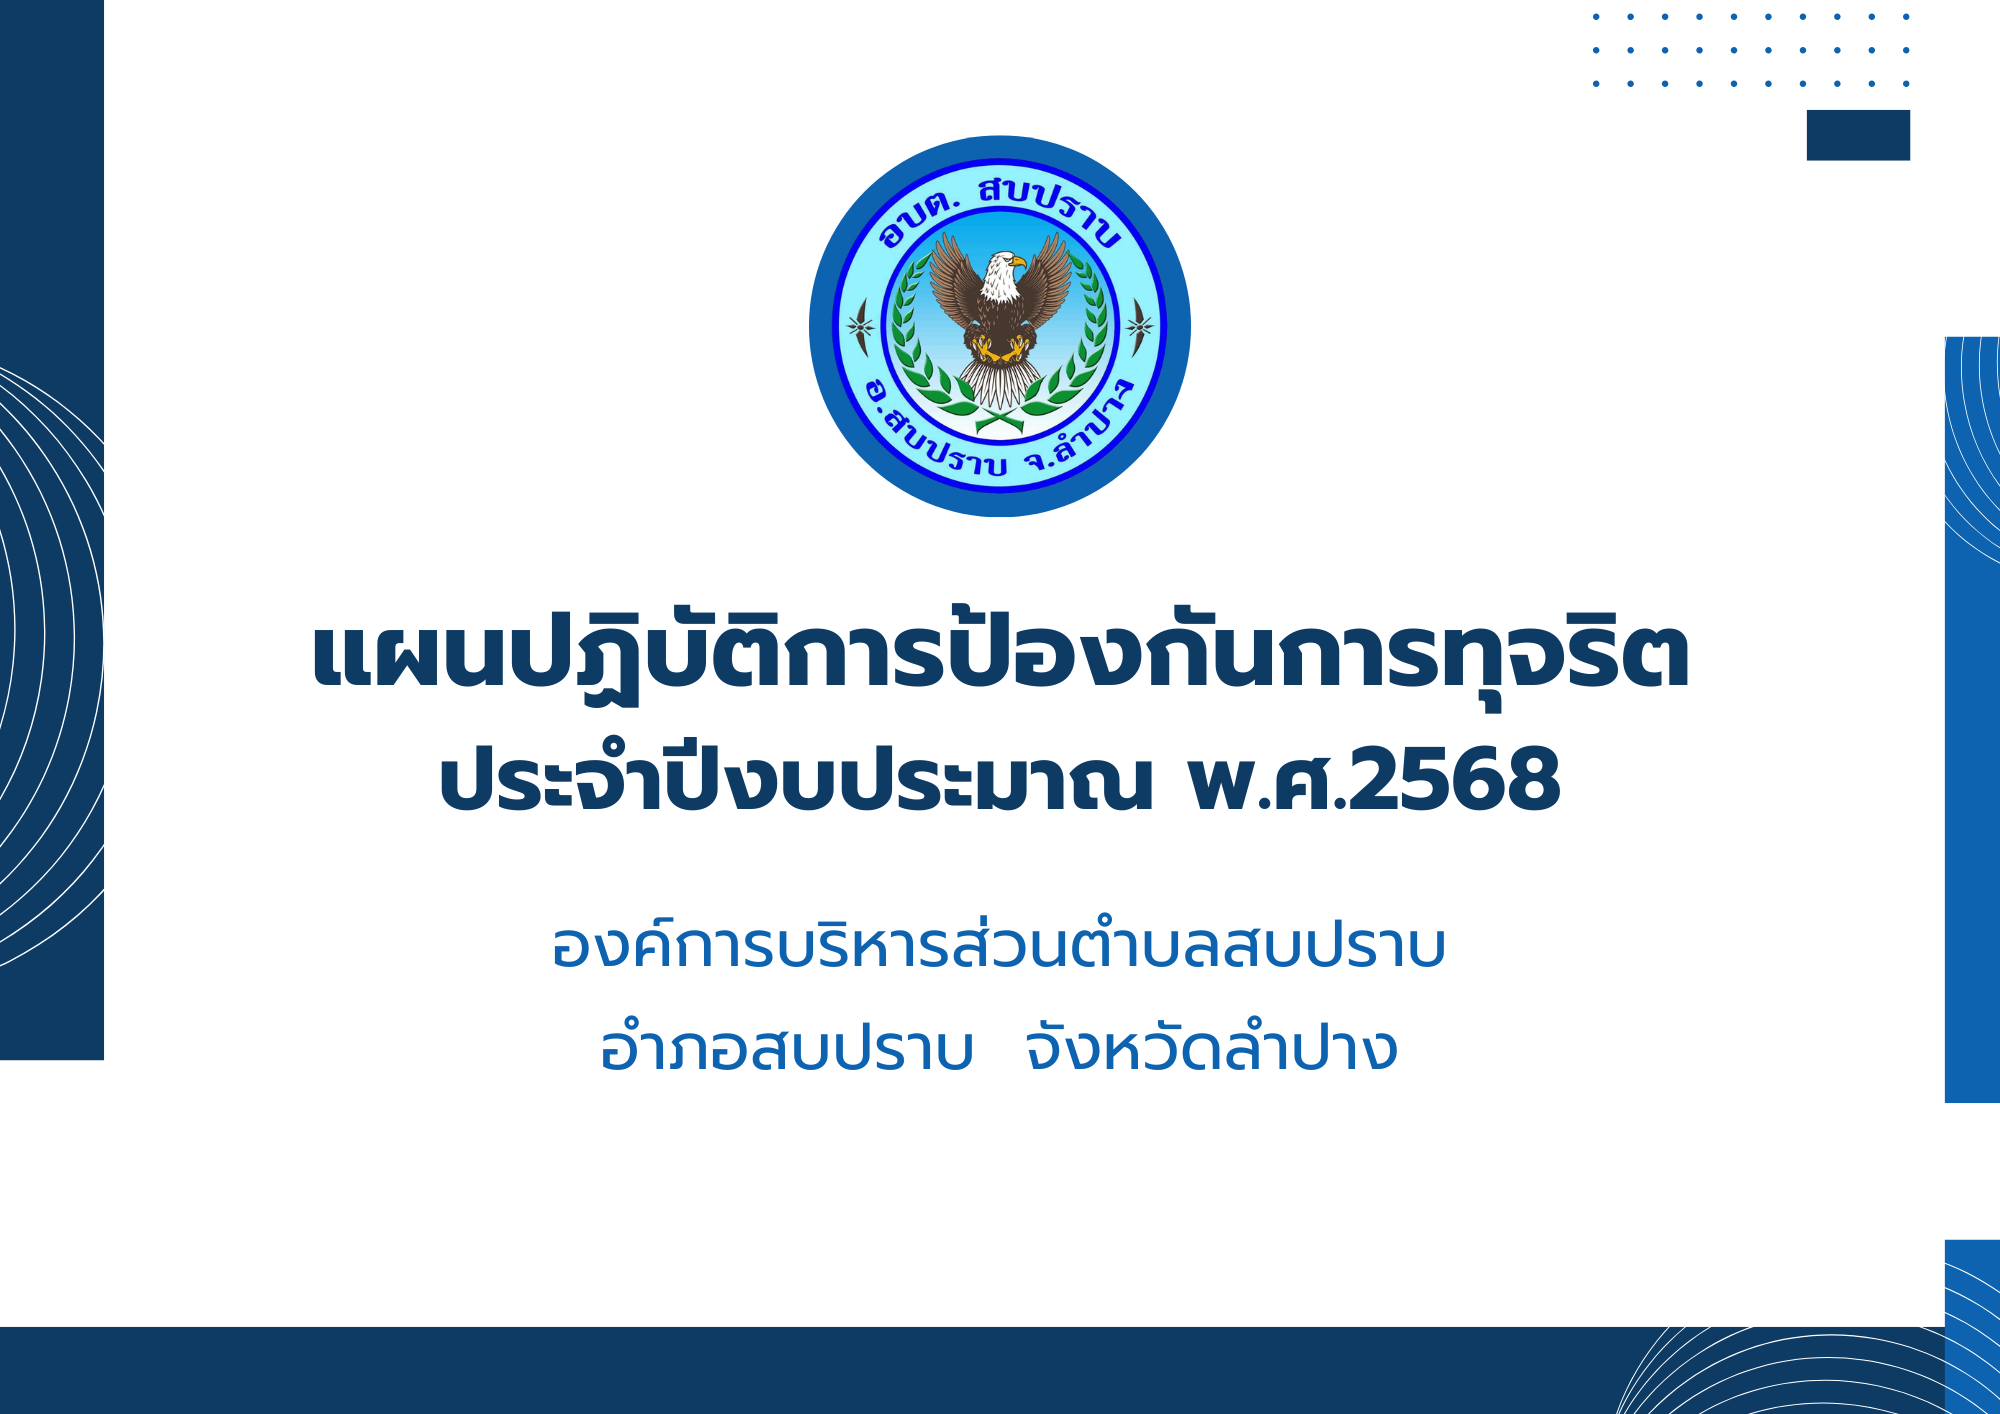 อบต. สบปราบ
อ.สบปราบ จ.ลำปาง
แผนปฏิบัติการป้องกันการทุจริต
ประจำปีงบประมาณ พ.ศ.2568
องค์การบริหารส่วนตำบลสบปราบ
อำภอสบปราบ จังหวัดลำปาง